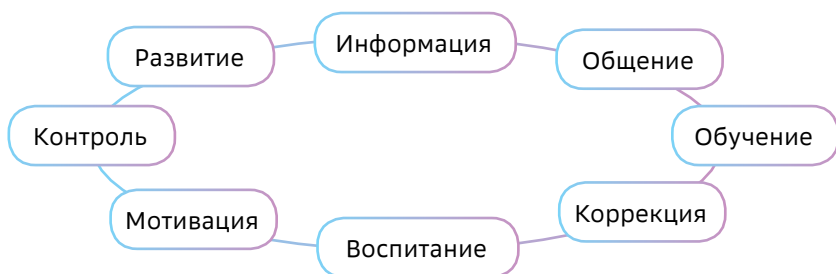 Информация
Развитие
Общение
Контроль
Обучение
Мотивация
Коррекция
Воспитание